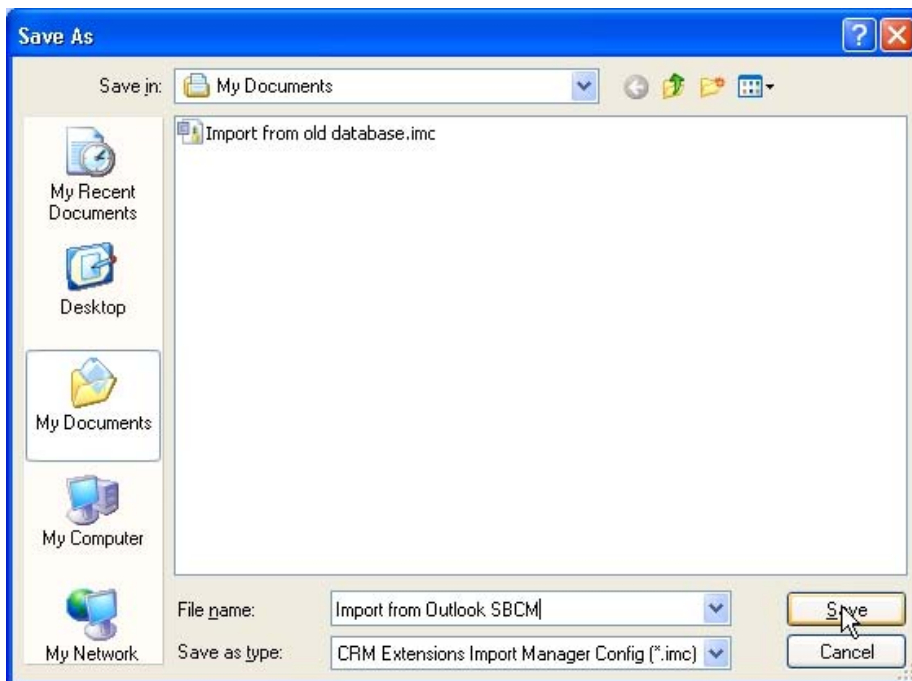 Save As
Save in:
My Documents
Import from old database.imc
My Recent
Documents
Desktop
My Documents
My Computer
My Network
File name:
Import from Outlook SBCM
Save
Save as type:
CRM Extensions Import Manager Config (*.imc)
Cancel